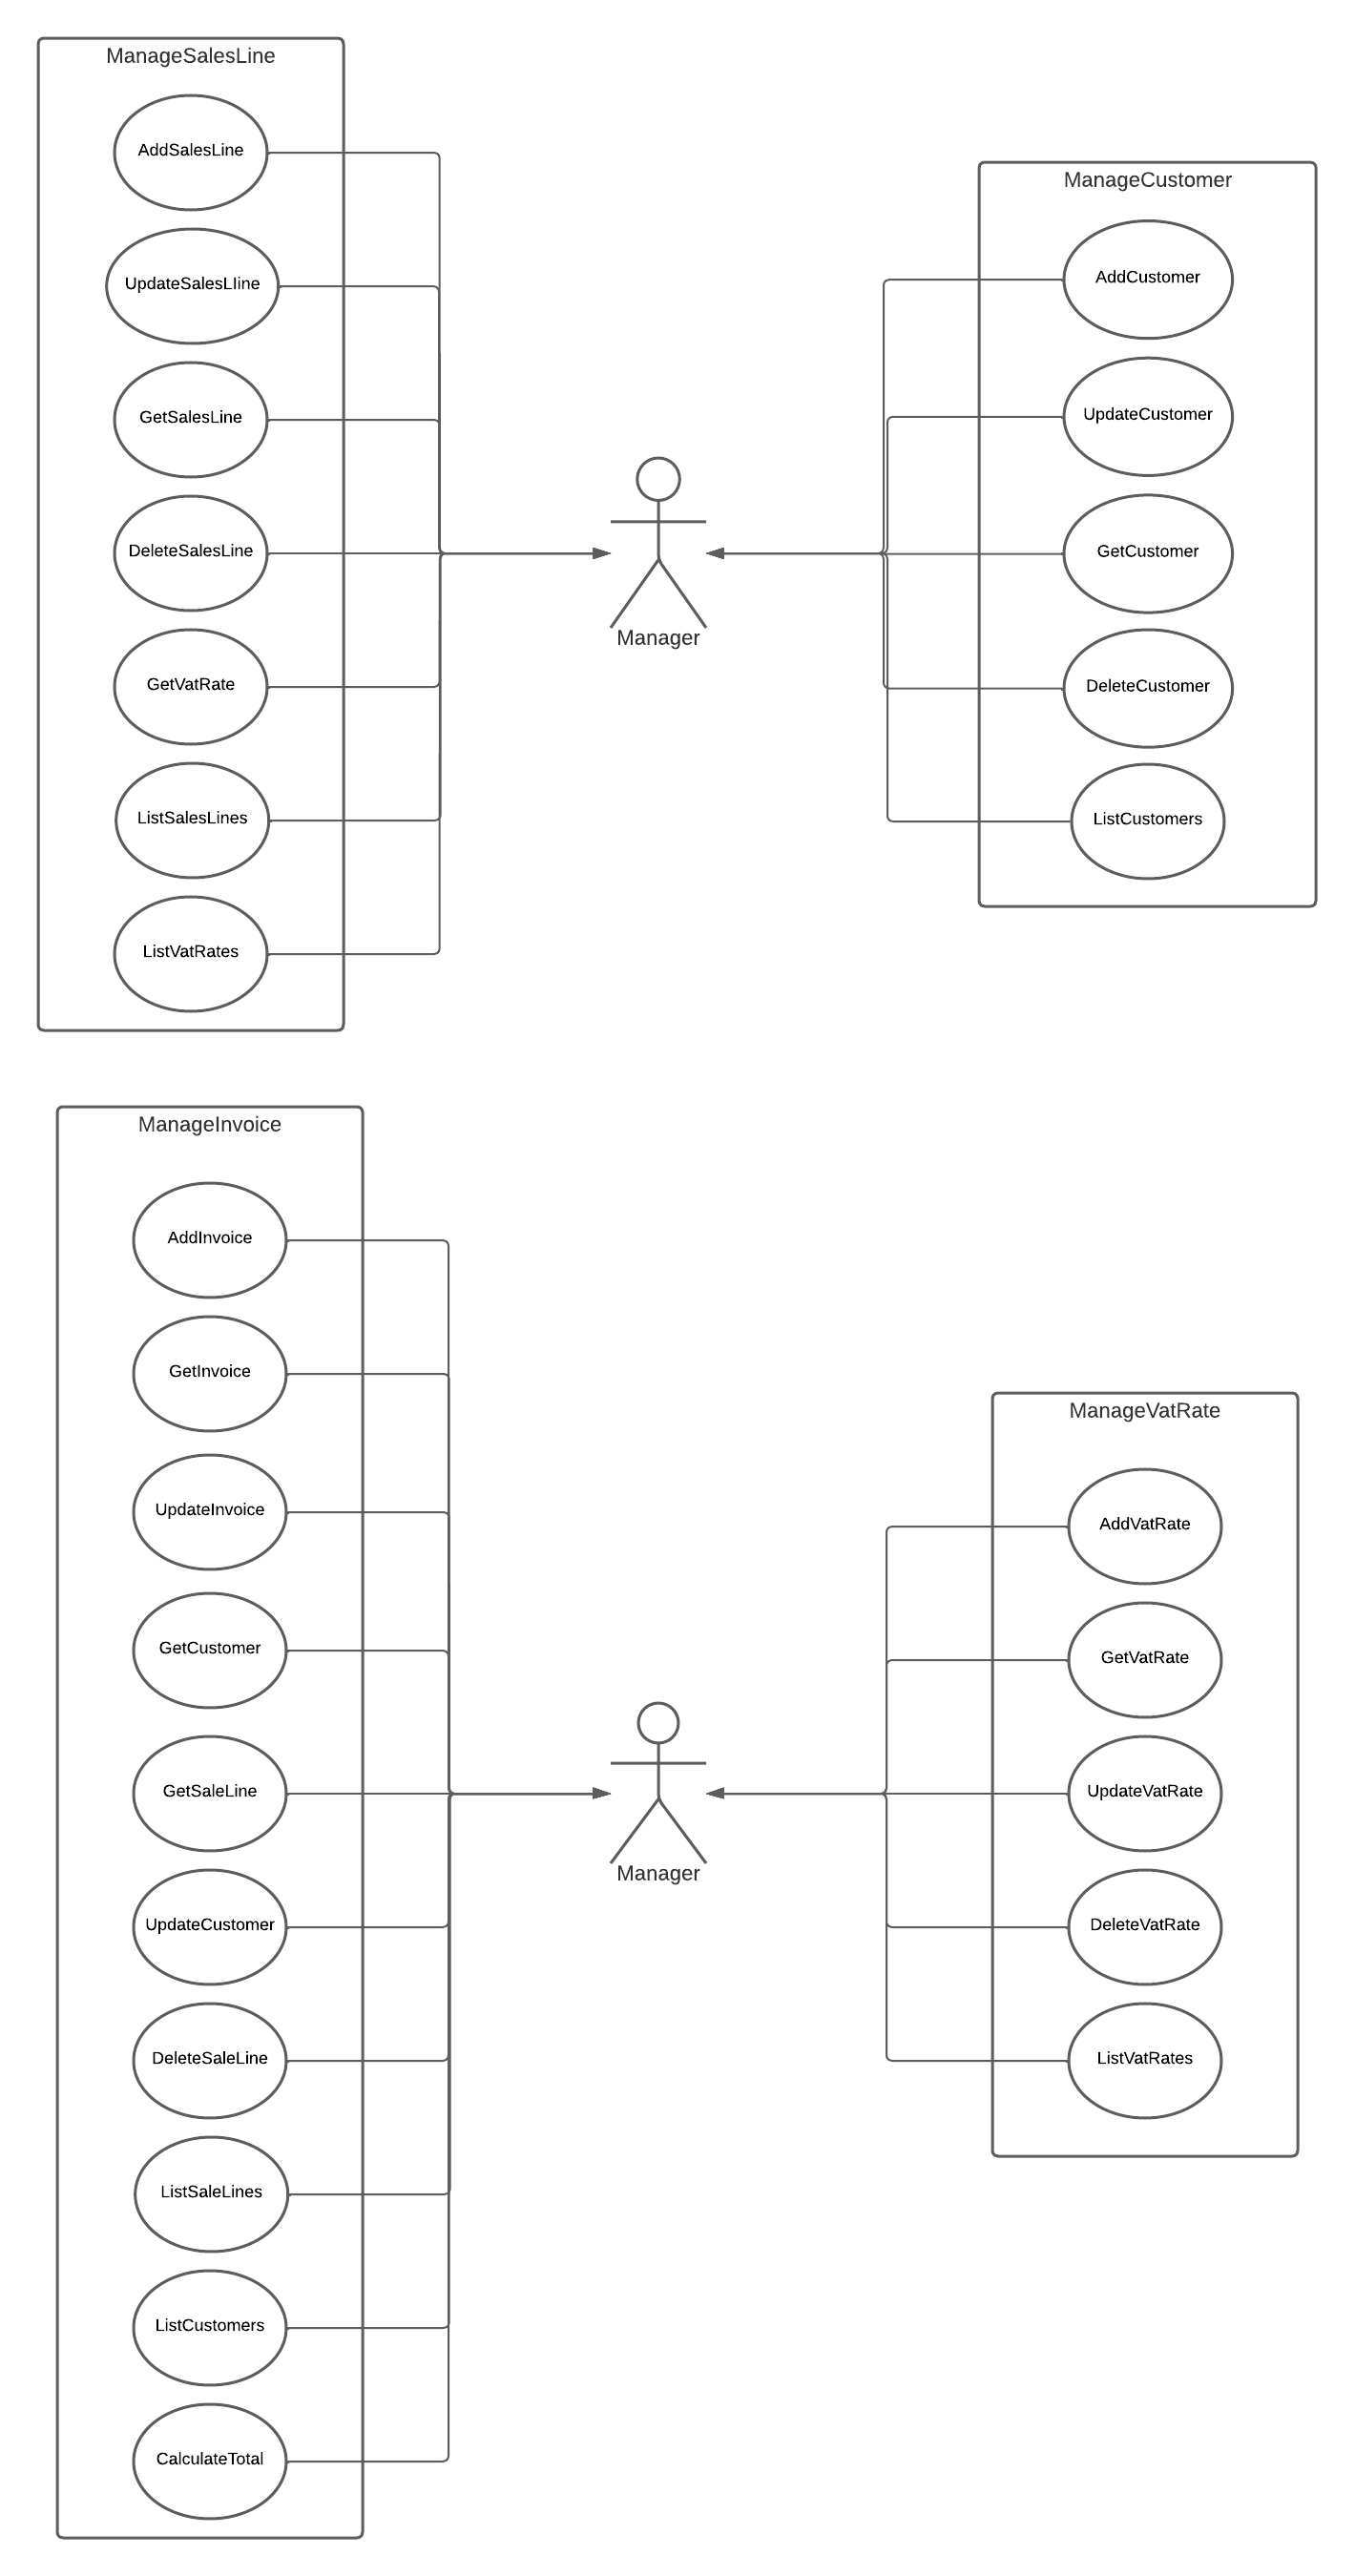 ManageSalesLine
AddSalesLine
UpdateSalesLIine
GetSalesLine
DeleteSalesLine
GetVatRate
ListSalesLines
ListVatRates
Manager
ManageCustomer
AddCustomer
UpdateCustomer
GetCustomer
DeleteCustomer
ListCustomers
ManageInvoice
AddInvoice
GetInvoice
UpdateInvoice
GetCustomer
GetSaleLine
UpdateCustomer
DeleteSaleLine
ListSaleLines
ListCustomers
CalculateTotal
Manager
ManageVatRate
AddVatRate
GetVatRate
UpdateVatRate
DeleteVatRate
ListVatRates